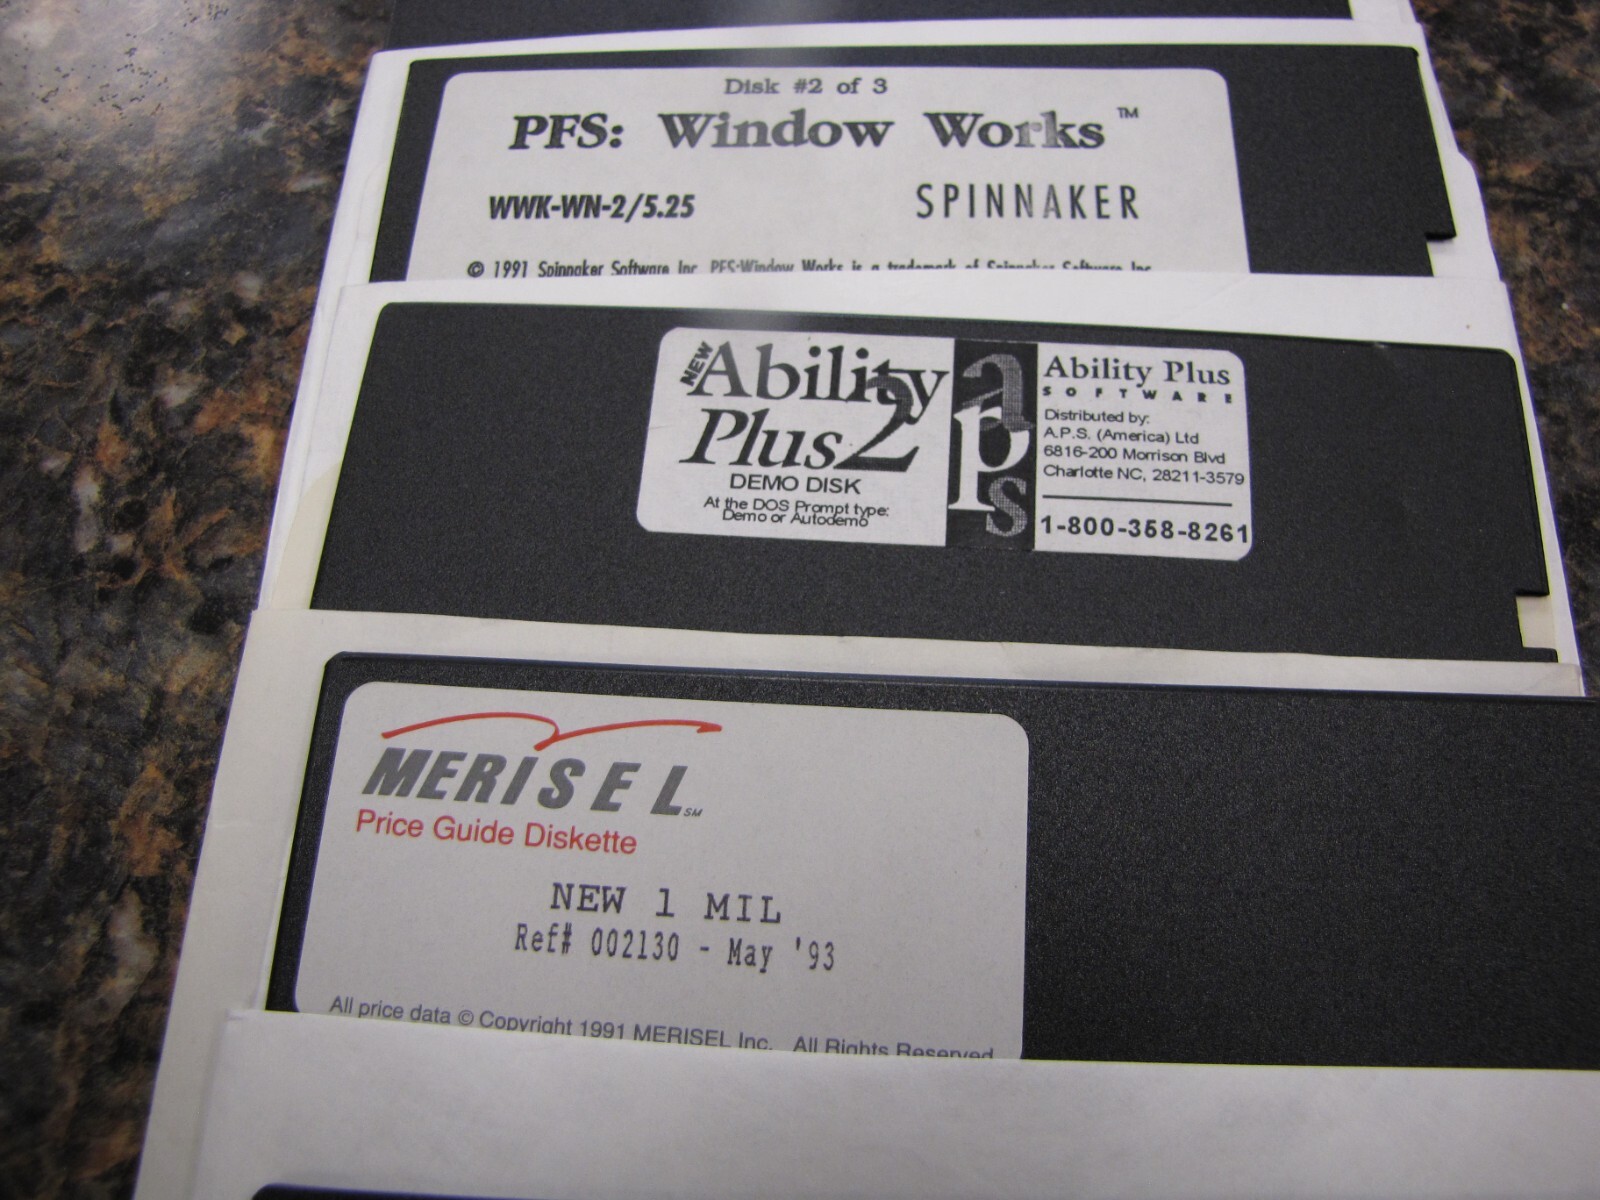 Disk #2 of 3
PFS: Window Works™
WWK-WN-2/5.25
SPINNAKER
© 1991 Spinnaker Software Inc. PFS:Window Works is a trademark of Spinnaker Software Inc.
NEW
Ability
Plus 2
DEMO DISK
At the DOS Prompt type:
Demo or Autodemo
aps
Ability Plus
SOFTWARE
Distributed by:
A.P.S. (America) Ltd
6816-200 Morrison Blvd
Charlotte NC, 28211-3579
1-800-358-8261
MERISEL SM
Price Guide Diskette
NEW 1 MIL
Ref# 002130 - May '93
All price data © Copyright 1991 MERISEL Inc. All Rights Reserved